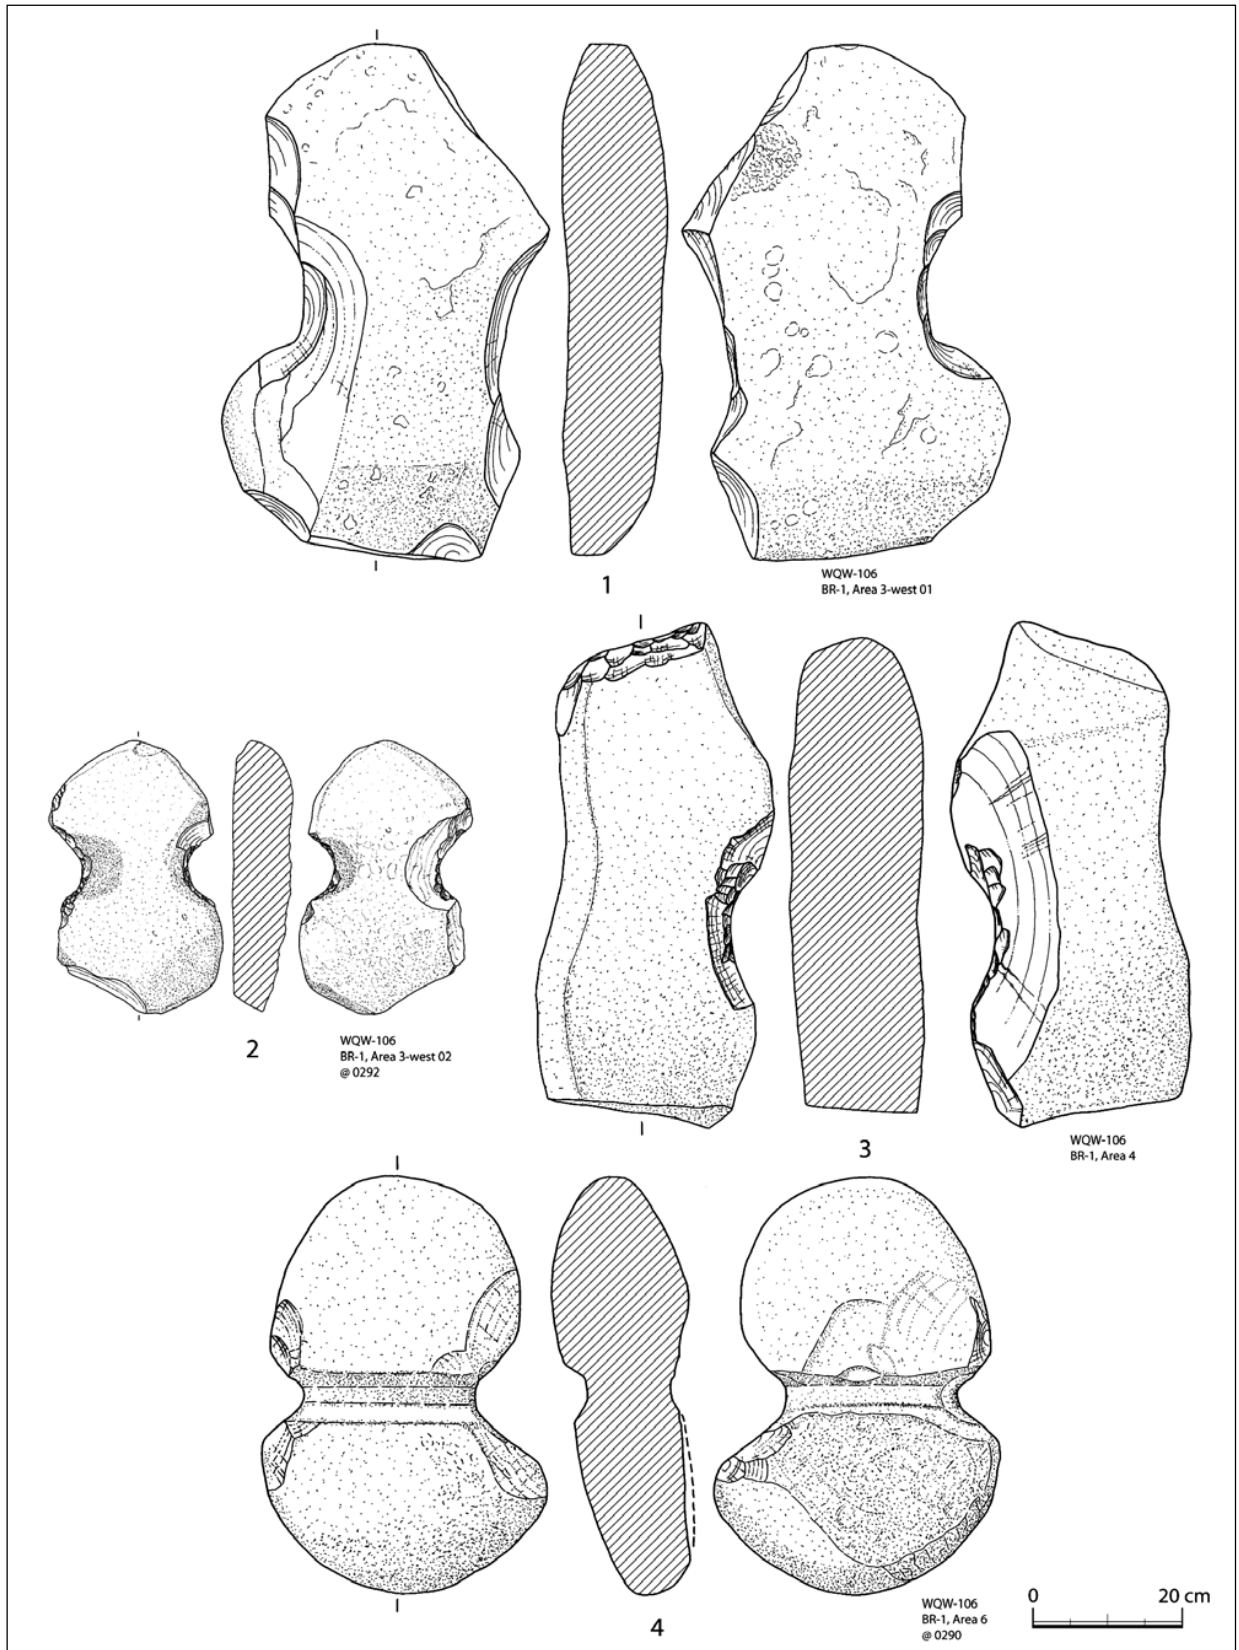 1
WQW-106
BR-1, Area 3-west 01
2
WQW-106
BR-1, Area 3-west 02
@ 0292
3
WQW-106
BR-1, Area 4
4
WQW-106
BR-1, Area 6
@ 0290
0 20 cm